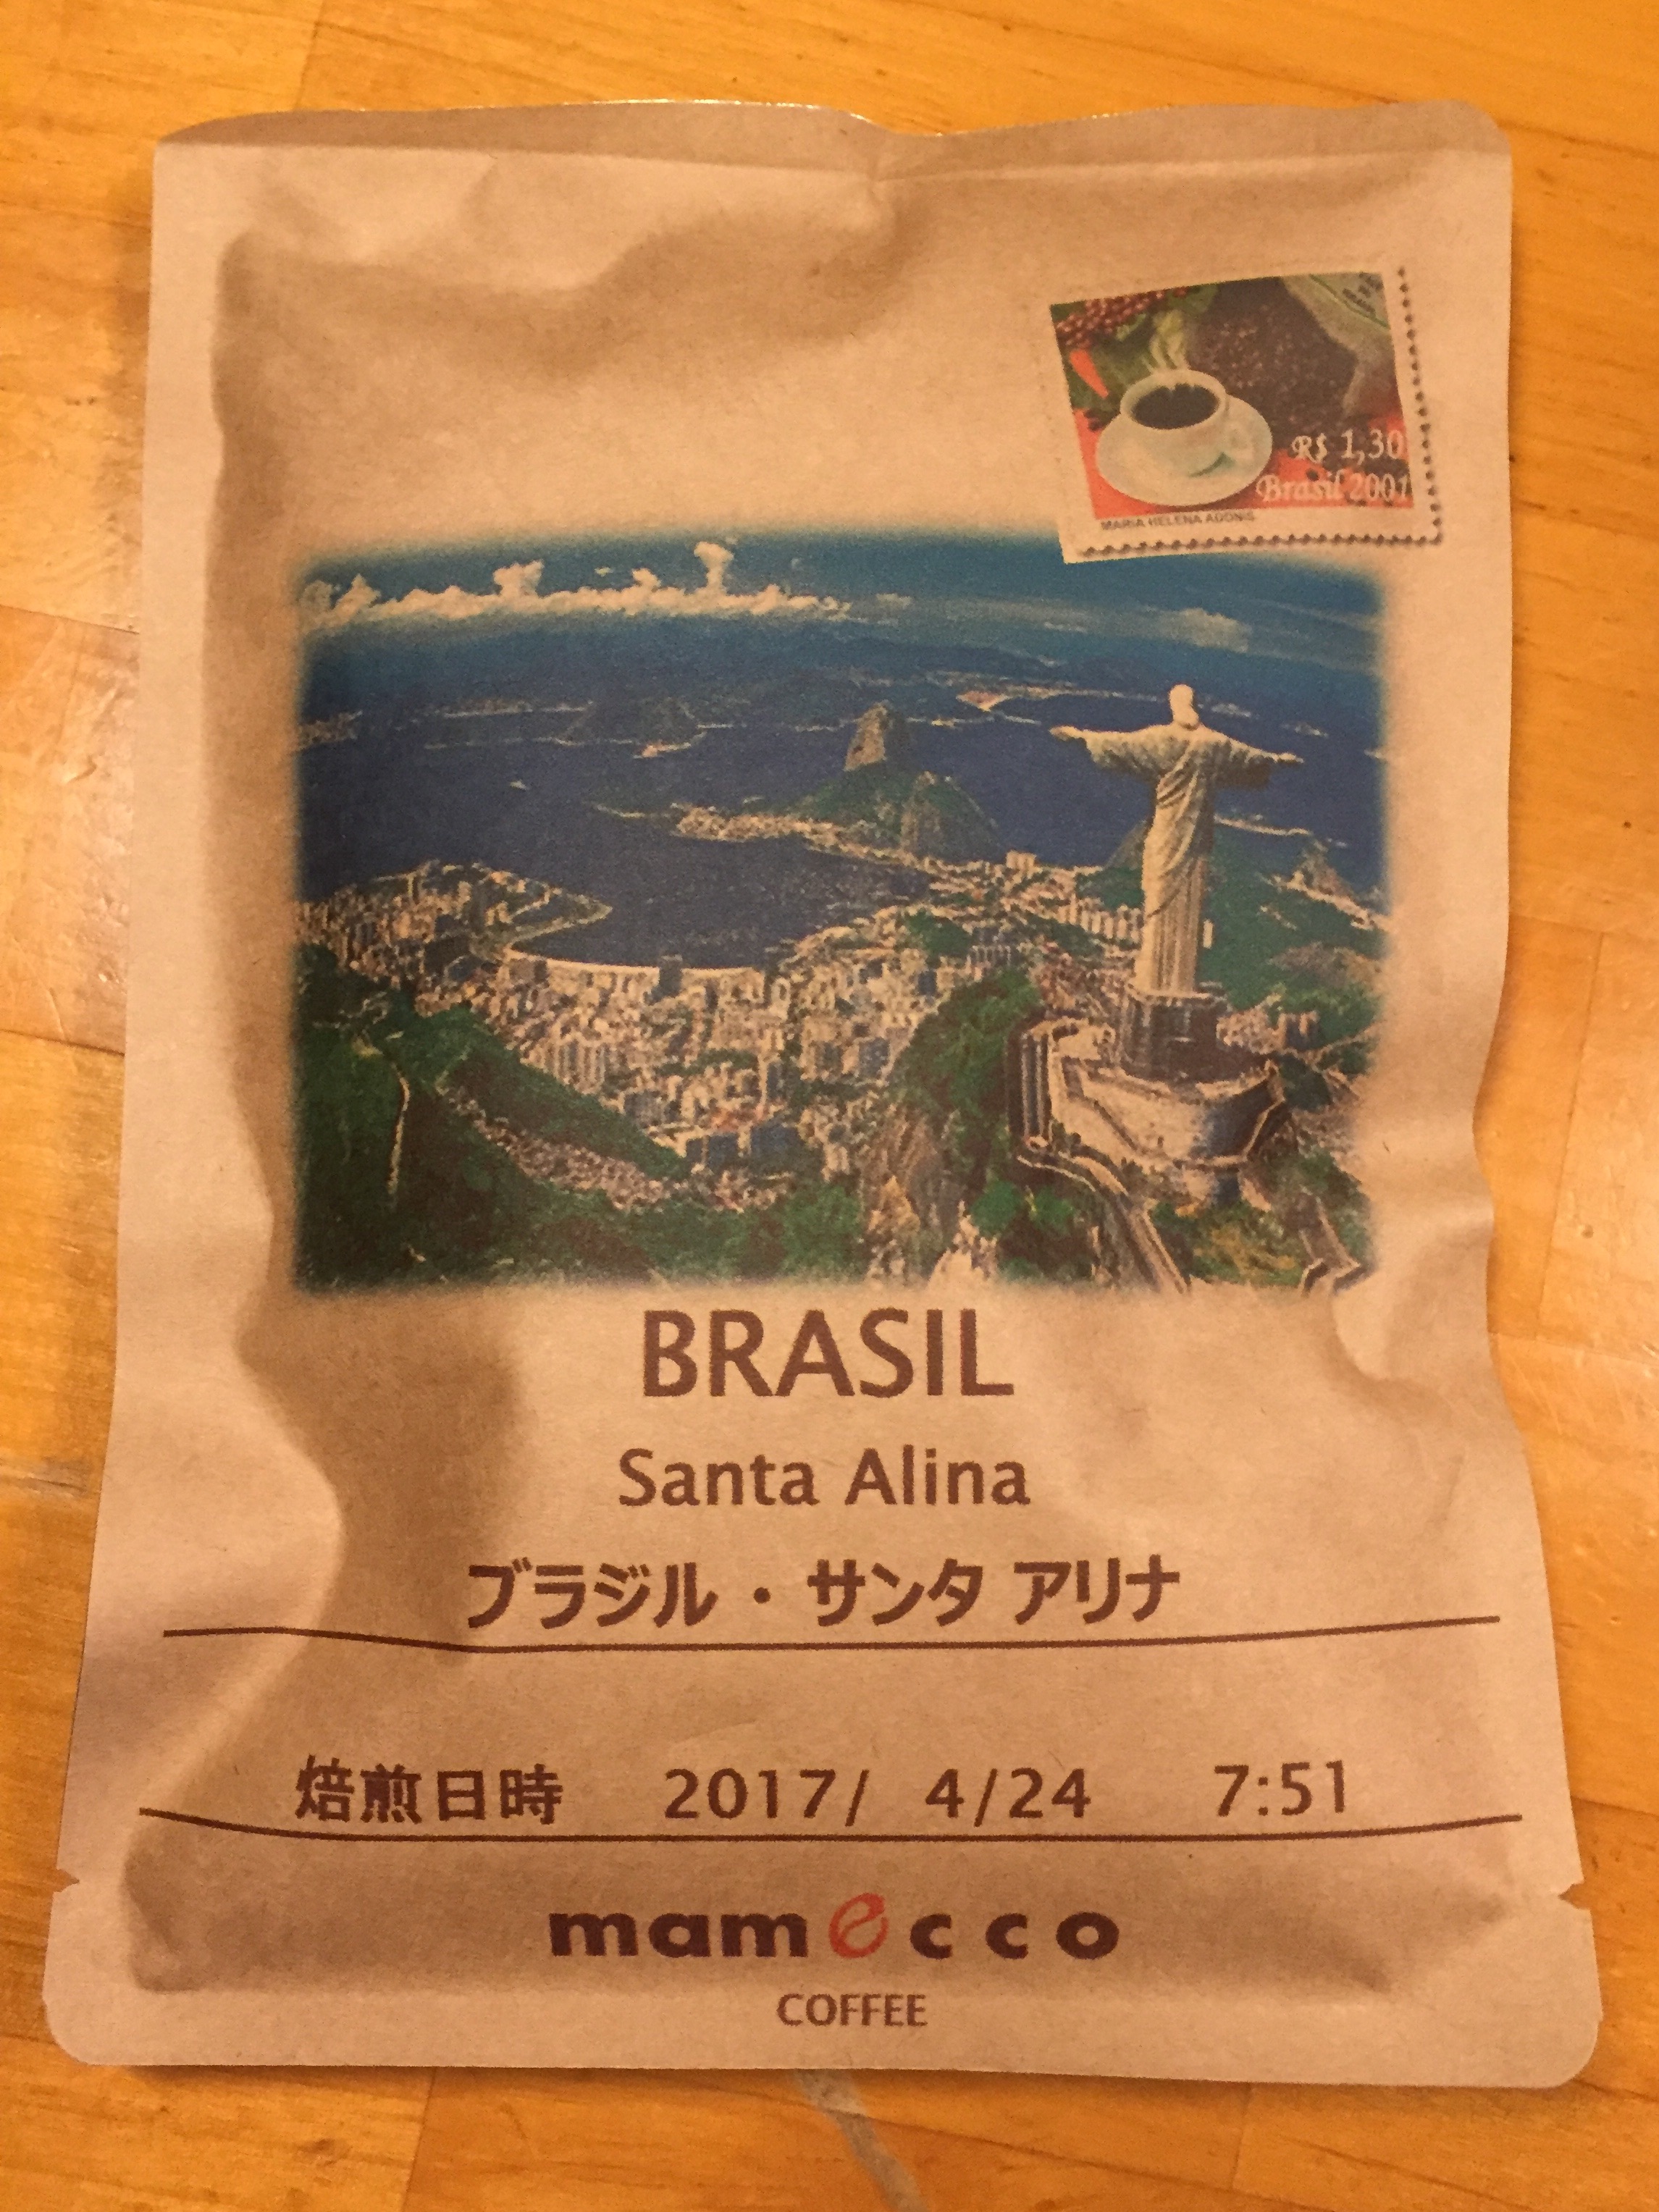 R$ 1,30
Brasil 2001
MARIA HELENA ADONIS
BRASIL
Santa Alina
ブラジル・サンタ アリナ
焙煎日時 2017/ 4/24 7:51
mamecco
COFFEE